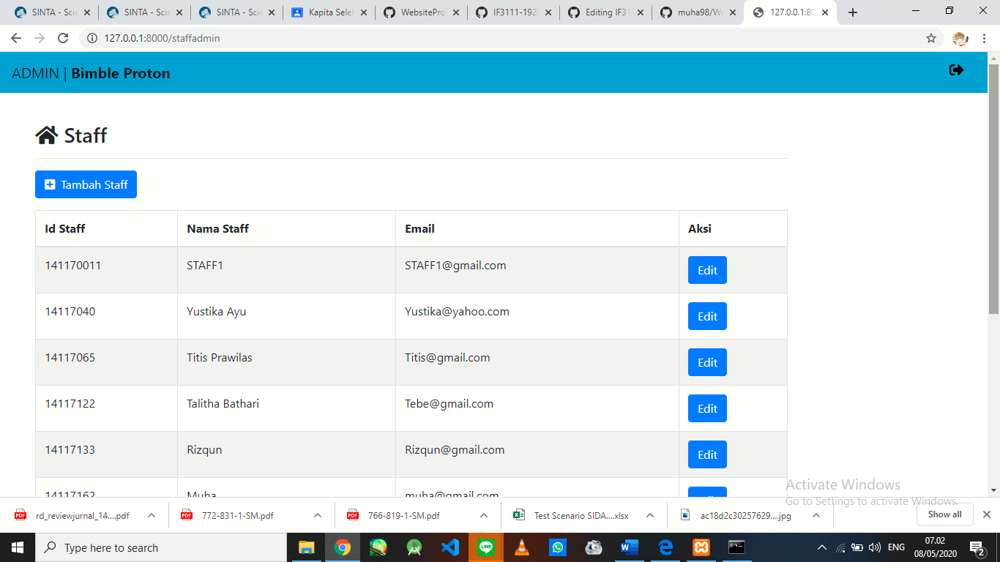 SINTA - Scie
SINTA - Scie
SINTA - Scie
Kapita Selek
WebsitePro
IF3111-192
Editing IF31
muha98/We
127.0.0.1:80
127.0.0.1:8000/staffadmin
ADMIN | Bimble Proton
Staff
Tambah Staff
Id Staff Nama Staff Email Aksi
141170011 STAFF1 STAFF1@gmail.com Edit
14117040 Yustika Ayu Yustika@yahoo.com Edit
14117065 Titis Prawilas Titis@gmail.com Edit
14117122 Talitha Bathari Tebe@gmail.com Edit
14117133 Rizqun Rizqun@gmail.com Edit
14117162 Muha muha@gmail.com
Activate Windows
Go to Settings to activate Windows.
rd_reviewjurnal_14....pdf
772-831-1-SM.pdf
766-819-1-SM.pdf
Test Scenario SIDA....xlsx
ac18d2c30257629....jpg
Show all
Type here to search
LINE
ENG
07.02
08/05/2020
2